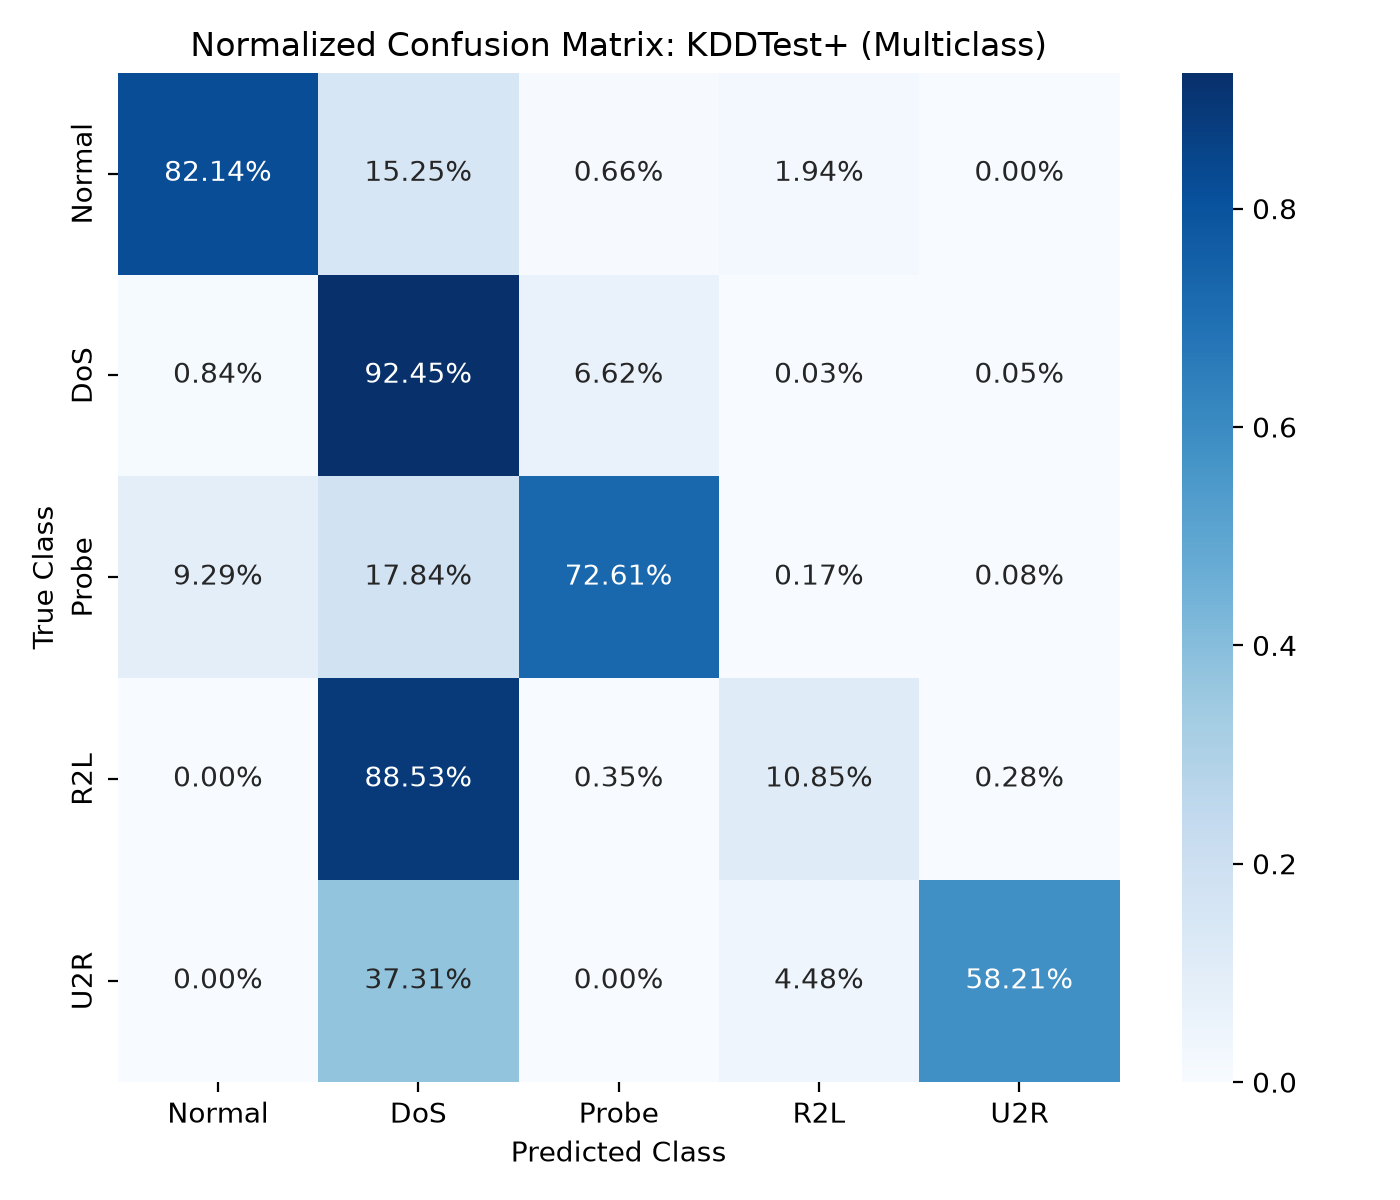 Normalized Confusion Matrix: KDDTest+ (Multiclass)
True Class
Normal 82.14% 15.25% 0.66% 1.94% 0.00%
DoS 0.84% 92.45% 6.62% 0.03% 0.05%
Probe 9.29% 17.84% 72.61% 0.17% 0.08%
R2L 0.00% 88.53% 0.35% 10.85% 0.28%
U2R 0.00% 37.31% 0.00% 4.48% 58.21%
Normal DoS Probe R2L U2R
Predicted Class
0.8
0.6
0.4
0.2
0.0